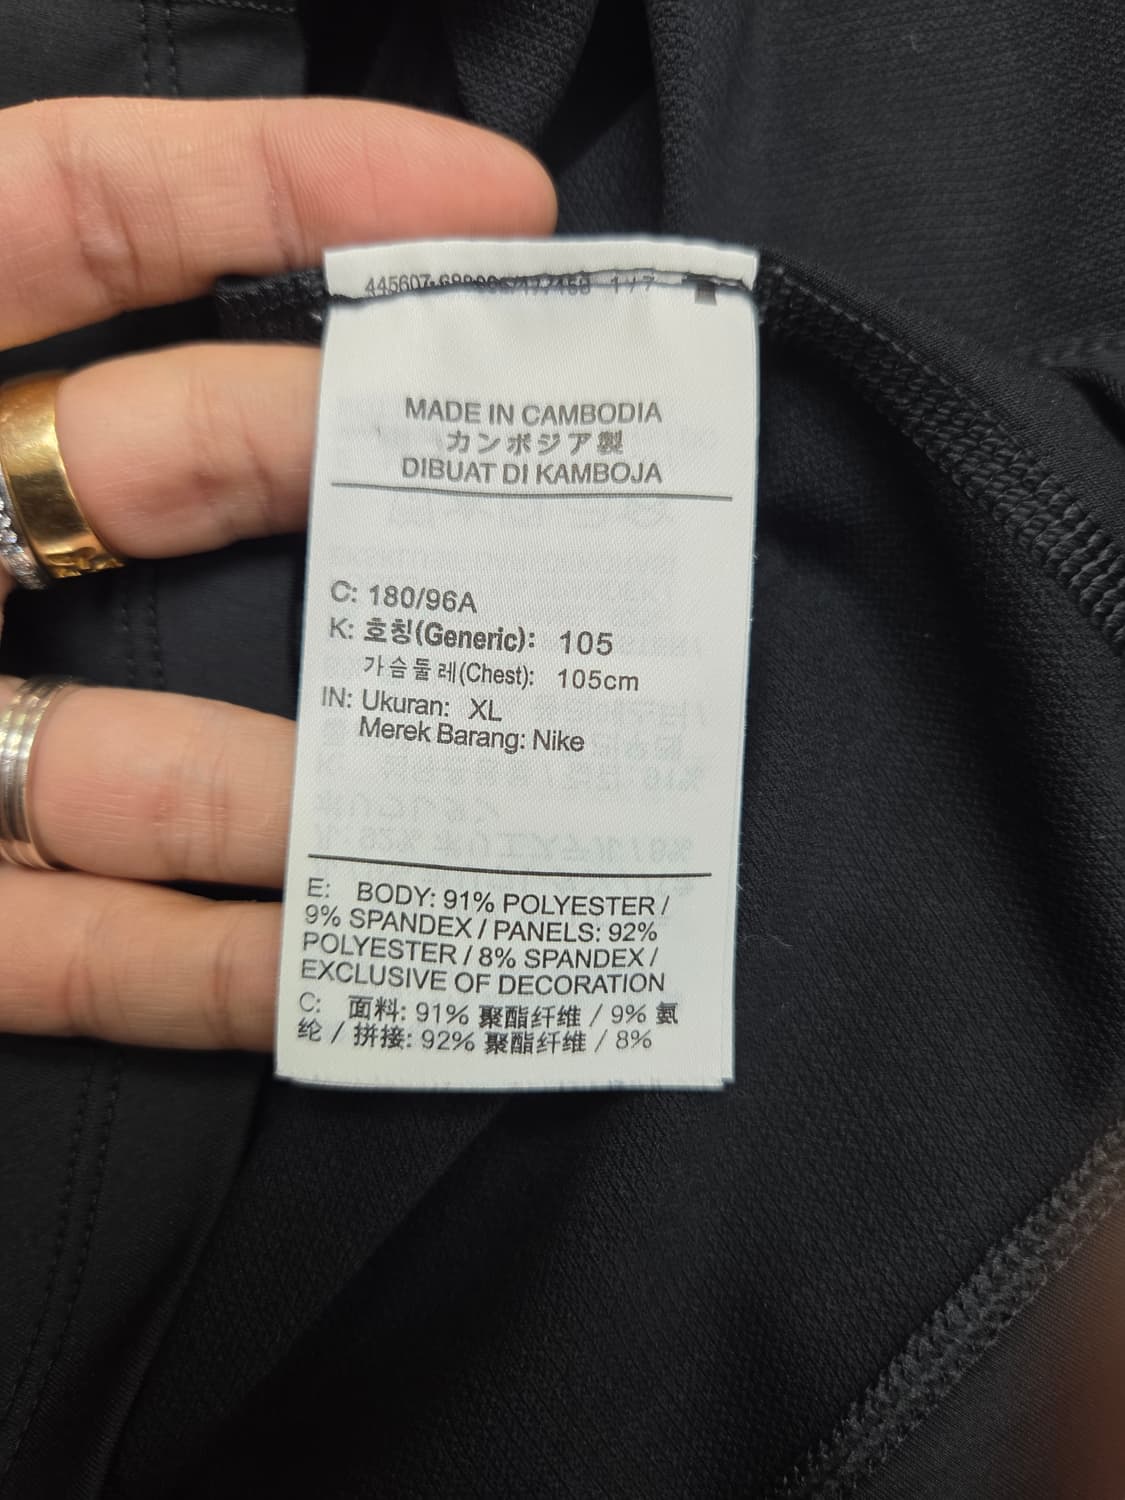 445607 1/7
MADE IN CAMBODIA
カンボジア製
DIBUAT DI KAMBOJA
C: 180/96A
K: 호칭(Generic): 105
가슴둘레(Chest): 105cm
IN: Ukuran: XL
Merek Barang: Nike
E: BODY: 91% POLYESTER /
9% SPANDEX / PANELS: 92%
POLYESTER / 8% SPANDEX /
EXCLUSIVE OF DECORATION
C: 面料: 91% 聚酯纤维 / 9% 氨
纶 / 拼接: 92% 聚酯纤维 / 8%